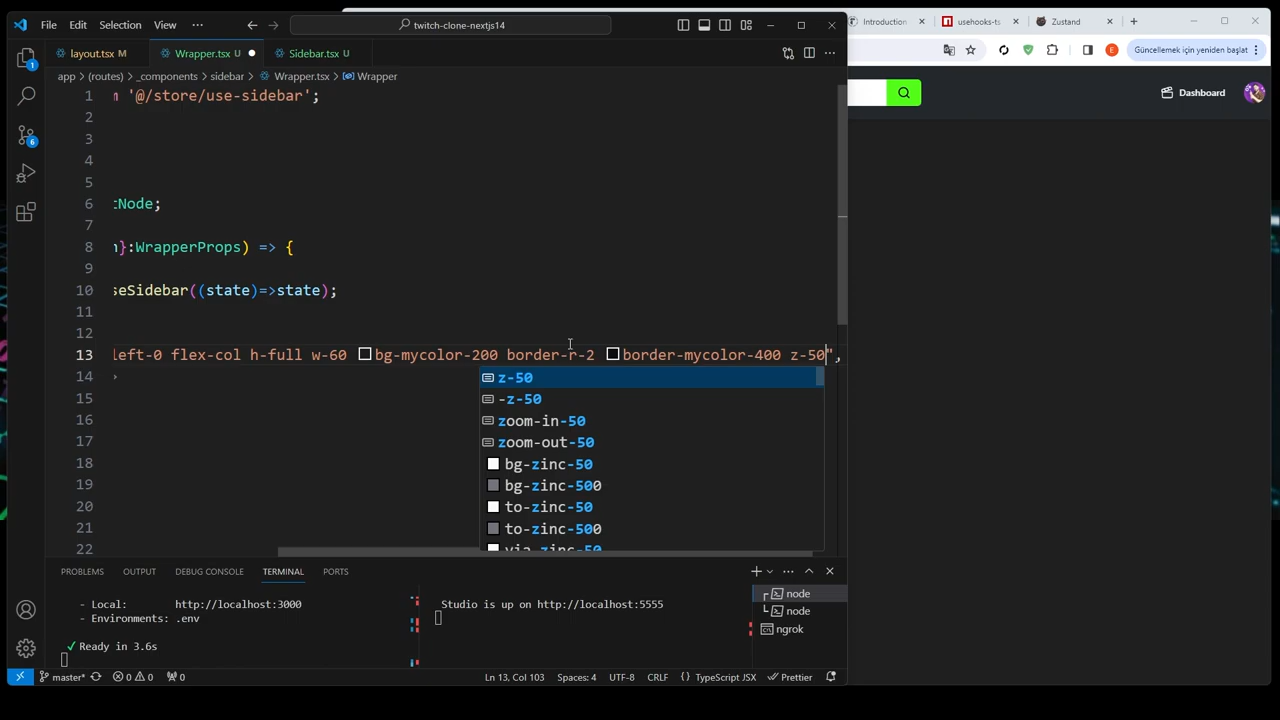 File Edit Selection View ··· twitch-clone-nextjs14
Introduction usehooks-ts Zustand
layout.tsx M Wrapper.tsx U Sidebar.tsx U
Güncellemek için yeniden başlat
app > (routes) > _components > sidebar > Wrapper.tsx > Wrapper
Dashboard
1 '@/store/use-sidebar';
2
3
4
5
6 Node;
7
8 }:WrapperProps) => {
9
10 seSidebar((state)=>state);
11
12
13 left-0 flex-col h-full w-60 bg-mycolor-200 border-r-2 border-mycolor-400 z-50",
14 >
15
16
17
18
19
20
21
22
z-50
-z-50
zoom-in-50
zoom-out-50
bg-zinc-50
bg-zinc-500
to-zinc-50
to-zinc-500
via-zinc-50
PROBLEMS OUTPUT DEBUG CONSOLE TERMINAL PORTS
- Local: http://localhost:3000
- Environments: .env
✓ Ready in 3.6s
Studio is up on http://localhost:5555
node
node
ngrok
master* 0 0 0 Ln 13, Col 103 Spaces: 4 UTF-8 CRLF {} TypeScript JSX Prettier